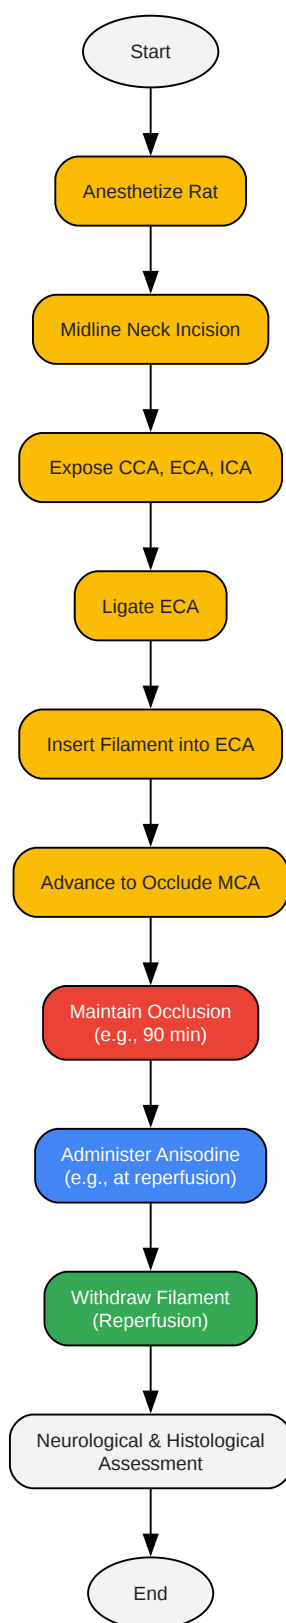 Start
Anesthetize Rat
Midline Neck Incision
Expose CCA, ECA, ICA
Ligate ECA
Insert Filament into ECA
Advance to Occlude MCA
Maintain Occlusion
(e.g., 90 min)
Administer Anisodine
(e.g., at reperfusion)
Withdraw Filament
(Reperfusion)
Neurological & Histological
Assessment
End